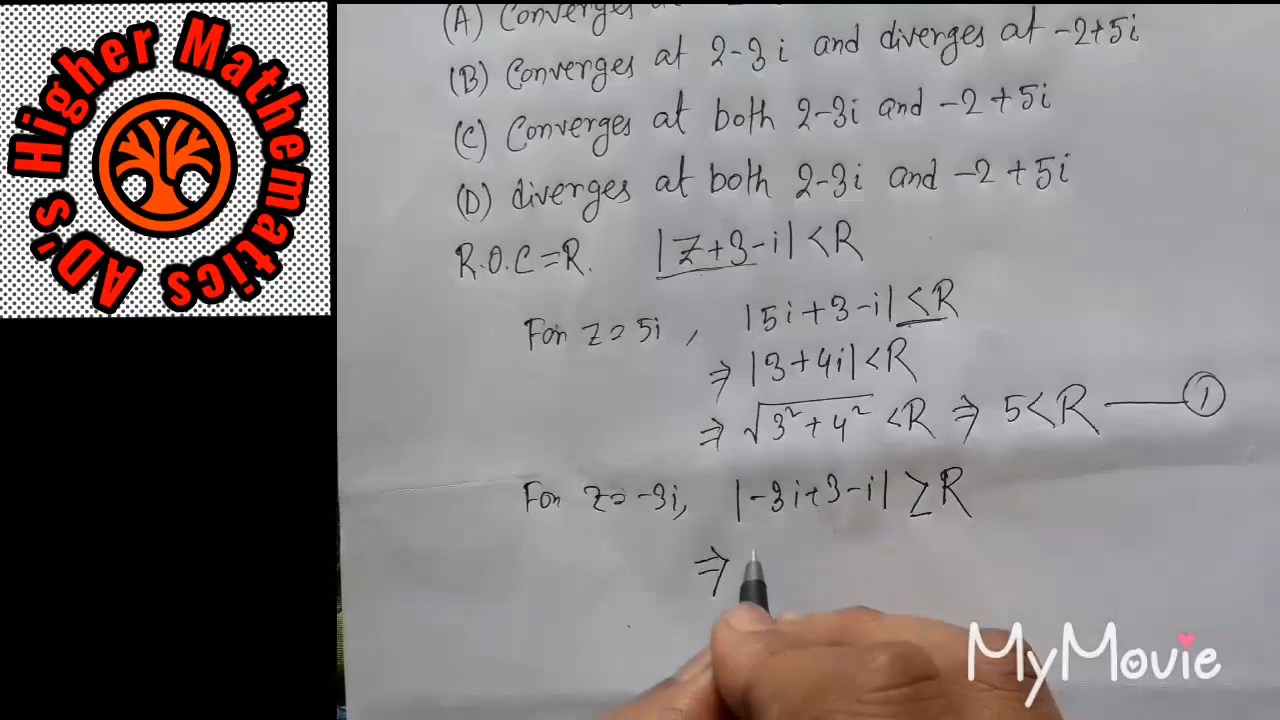 AD's Higher Mathematics
(A) Converges at
(B) Converges at 2-3i and diverges at -2+5i
(C) Converges at both 2-3i and -2+5i
(D) diverges at both 2-3i and -2+5i
R.O.C=R. |z+3-i|<R
For z=5i, |5i+3-i|≤R
⇒ |3+4i|<R
⇒ √3²+4² <R ⇒ 5<R — ①
For z=-3i, |-3i+3-i| ≥R
⇒
MyMovie